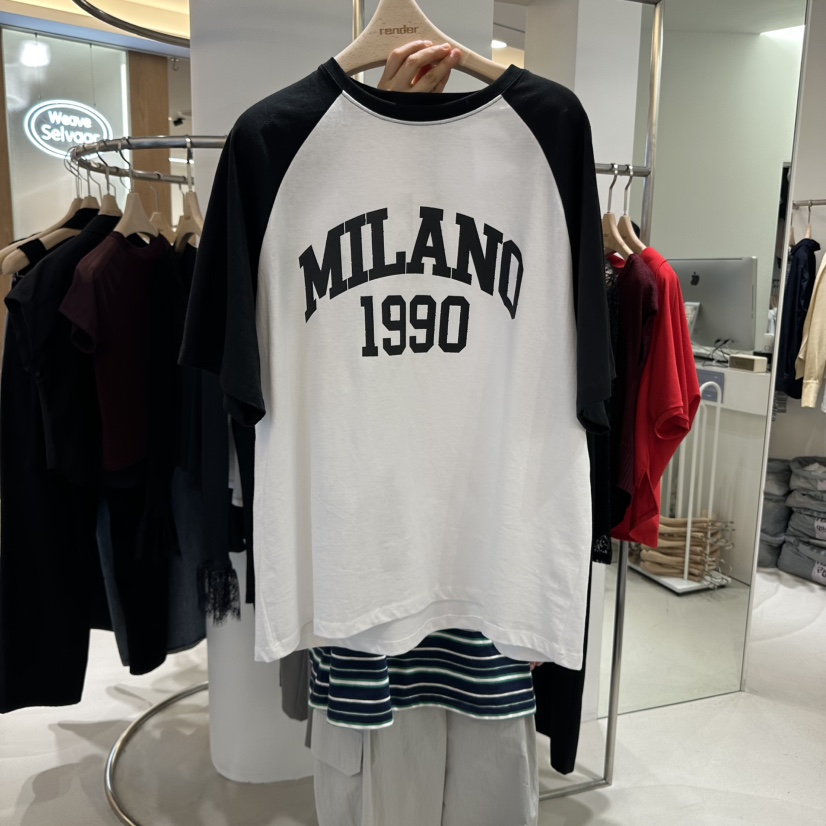 render
Weave
Selvage
MILANO
1990